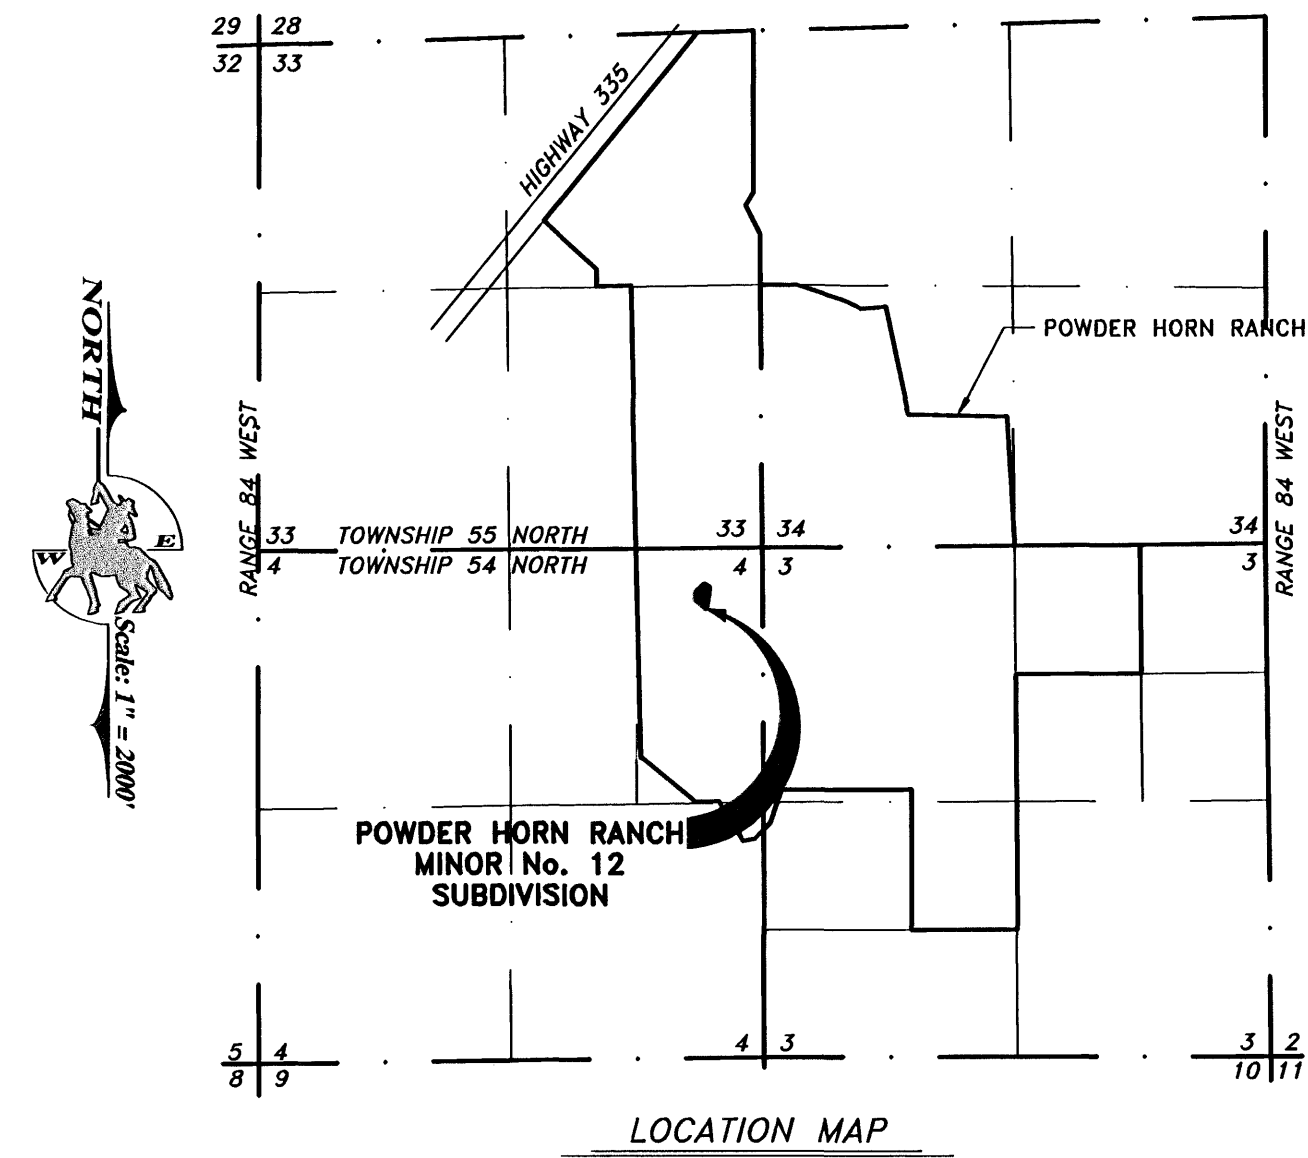 29 28
32 33
HIGHWAY 335
NORTH
POWDER HORN RANCH
RANGE 84 WEST
RANGE 84 WEST
33 TOWNSHIP 55 NORTH 33 34 34
4 TOWNSHIP 54 NORTH 4 3 3
W E
Scale: 1" = 2000'
POWDER HORN RANCH
MINOR No. 12
SUBDIVISION
5 4 4 3 3 2
8 9 10 11
LOCATION MAP